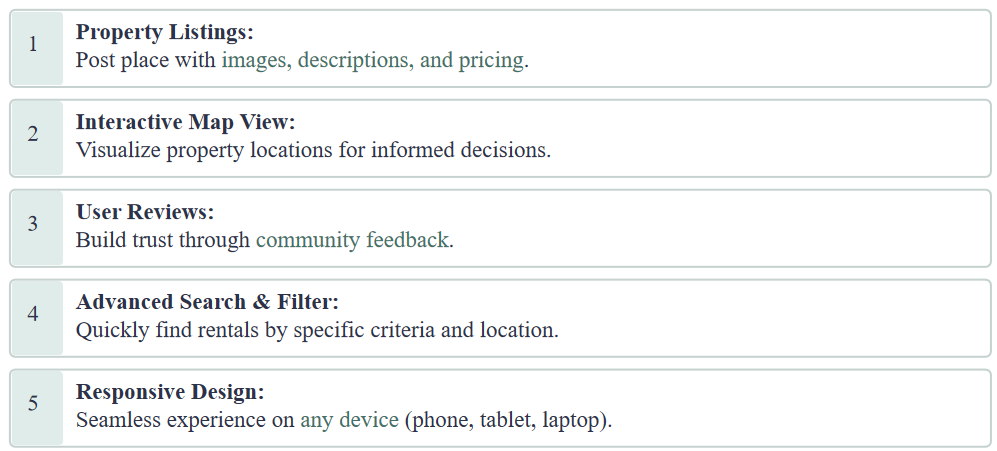 1
Property Listings:
Post place with images, descriptions, and pricing.
2
Interactive Map View:
Visualize property locations for informed decisions.
3
User Reviews:
Build trust through community feedback.
4
Advanced Search & Filter:
Quickly find rentals by specific criteria and location.
5
Responsive Design:
Seamless experience on any device (phone, tablet, laptop).